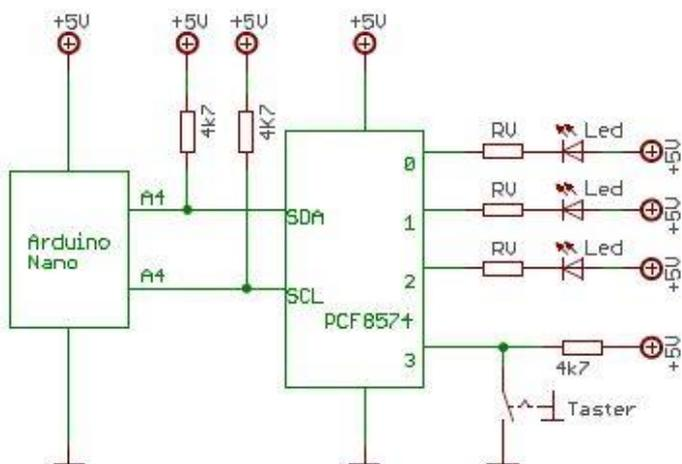 +5V
+5V
+5V
+5V
4k7
4K7
RV
Led
+5V
0
A4
RV
Led
+5V
SDA
1
Arduino
Nano
RV
Led
+5V
A4
2
SCL
PCF8574
3
4k7
+5V
Taster